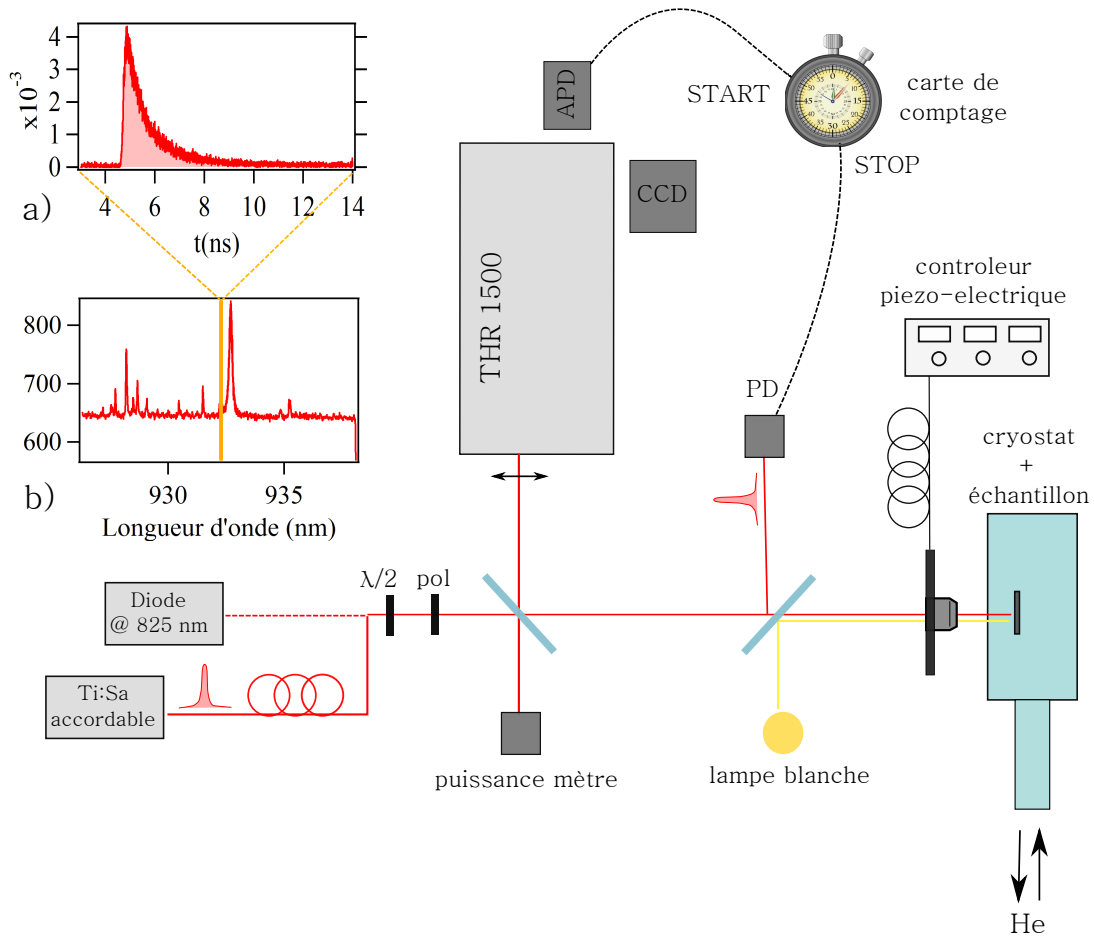 x10⁻³
4
3
2
1
0
4 6 8 10 12 14
t(ns)
a)
800
700
600
930 935
Longueur d'onde (nm)
b)
APD
START
STOP
carte de
comptage
CCD
THR 1500
PD
controleur
piezo-electrique
cryostat
+
échantillon
λ/2
pol
Diode
@ 825 nm
Ti:Sa
accordable
puissance mètre
lampe blanche
He